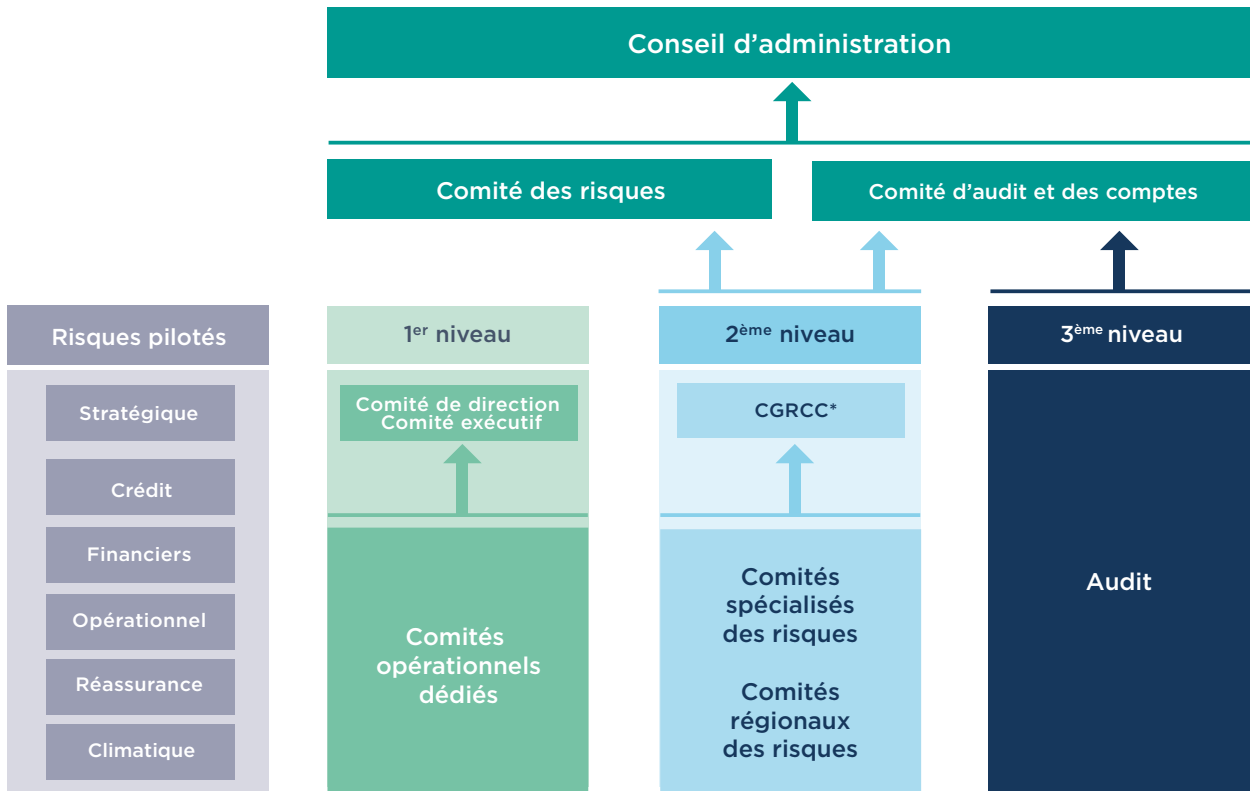 Conseil d’administration
Comité des risques
Comité d’audit et des comptes
Risques pilotés
Stratégique
Crédit
Financiers
Opérationnel
Réassurance
Climatique
1er niveau
Comité de direction
Comité exécutif
Comités
opérationnels
dédiés
2ème niveau
CGRCC*
Comités
spécialisés
des risques
Comités
régionaux
des risques
3ème niveau
Audit